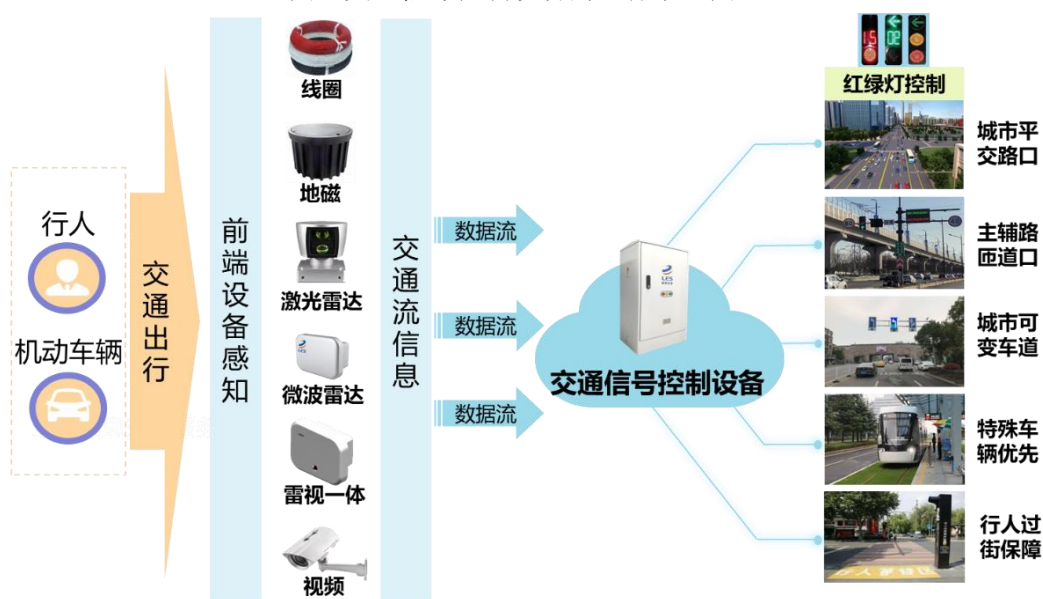 行人
机动车辆
交通出行
前端设备感知
线圈
地磁
激光雷达
微波雷达
雷视一体
视频
交通流信息
数据流
数据流
数据流
LES
交通信号控制设备
15
02
红绿灯控制
城市平
交路口
主辅路
匝道口
城市可
变车道
特殊车
辆优先
行人过
街保障